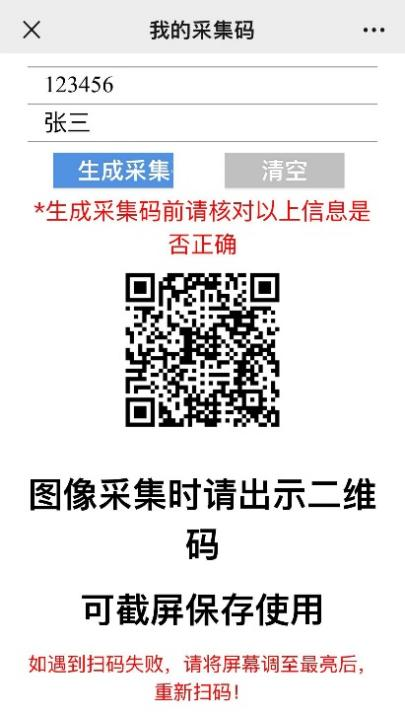 我的采集码
123456
张三
生成采集
清空
*生成采集码前请核对以上信息是
否正确
图像采集时请出示二维
码
可截屏保存使用
如遇到扫码失败，请将屏幕调至最亮后，
重新扫码！